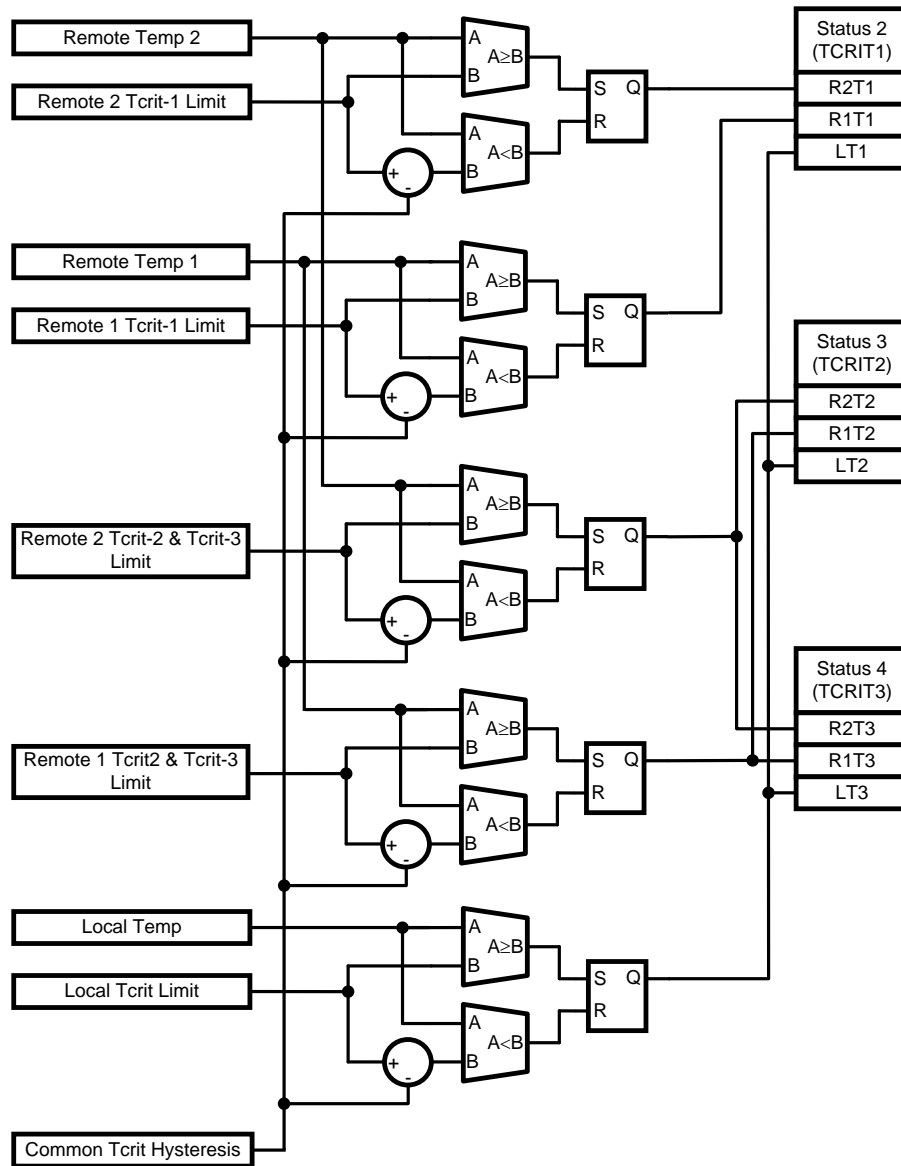 Remote Temp 2
Remote 2 Tcrit-1 Limit
A
A≥B
B
A
A<B
B
+
-
S Q
R
Status 2
(TCRIT1)
R2T1
R1T1
LT1
Remote Temp 1
Remote 1 Tcrit-1 Limit
A
A≥B
B
A
A<B
B
+
-
S Q
R
Status 3
(TCRIT2)
R2T2
R1T2
LT2
Remote 2 Tcrit-2 & Tcrit-3
Limit
A
A≥B
B
A
A<B
B
+
-
S Q
R
Status 4
(TCRIT3)
R2T3
R1T3
LT3
Remote 1 Tcrit2 & Tcrit-3
Limit
A
A≥B
B
A
A<B
B
+
-
S Q
R
Local Temp
Local Tcrit Limit
A
A≥B
B
A
A<B
B
+
-
S Q
R
Common Tcrit Hysteresis